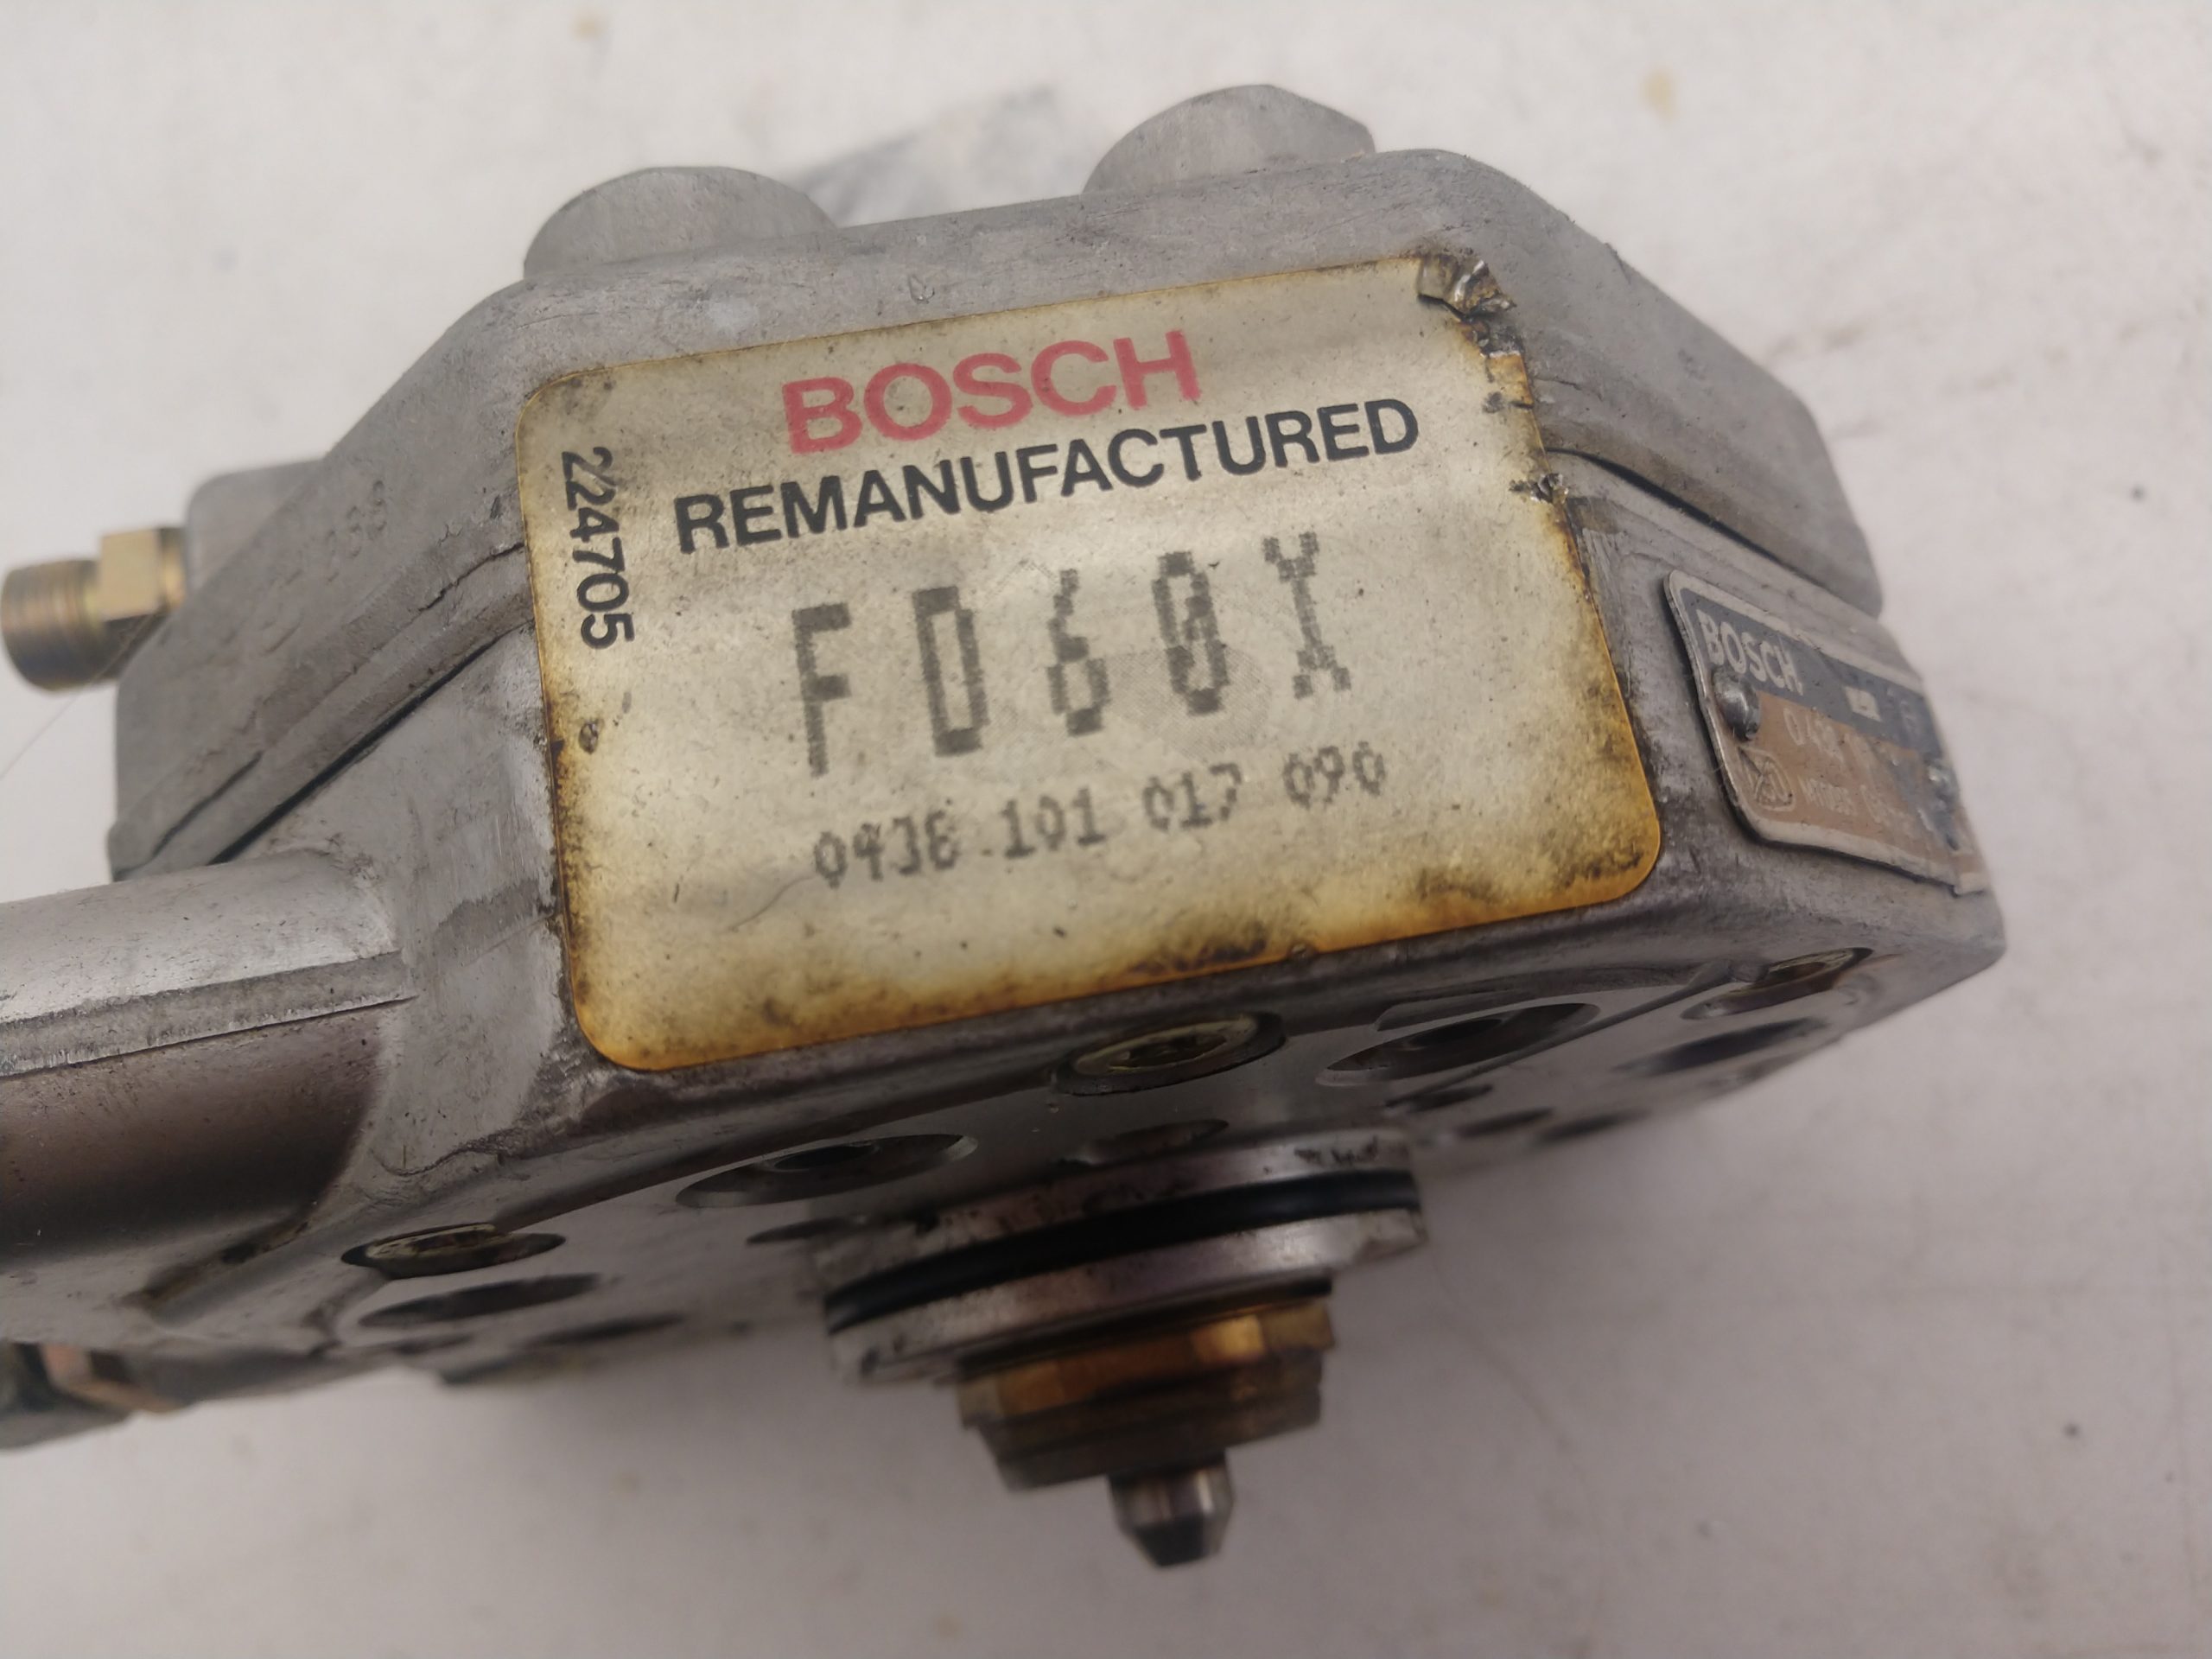 BOSCH
REMANUFACTURED
224705
FD60X
0438 101 017 090
BOSCH